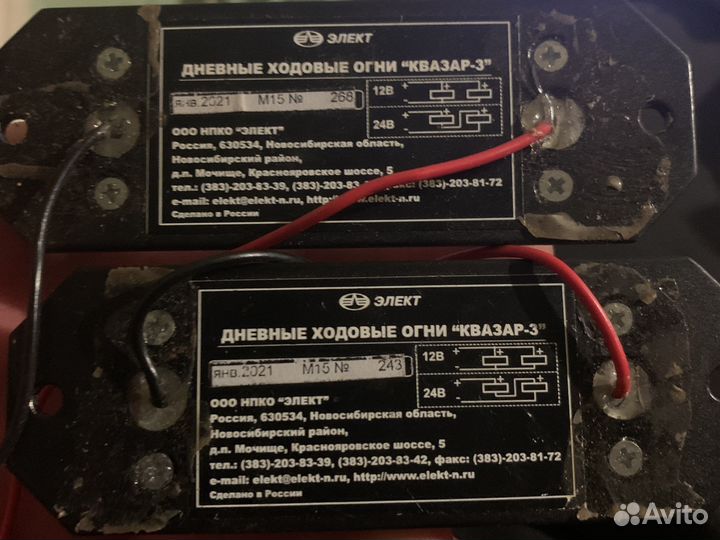 ЭЛЕКТ
ДНЕВНЫЕ ХОДОВЫЕ ОГНИ "КВАЗАР-3"
янв.2021 М15 № 268
12В
24В
ООО НПКО "ЭЛЕКТ"
Россия, 630534, Новосибирская область,
Новосибирский район,
д.п. Мочище, Красноярское шоссе, 5
тел.: (383)-203-83-39, (383)-203-83- факс: (383)-203-81-72
e-mail: elekt@elekt-n.ru, http://www.elekt-n.ru
Сделано в России
ЭЛЕКТ
ДНЕВНЫЕ ХОДОВЫЕ ОГНИ "КВАЗАР-3"
янв.2021 М15 № 243
12В
24В
ООО НПКО "ЭЛЕКТ"
Россия, 630534, Новосибирская область,
Новосибирский район,
д.п. Мочище, Красноярское шоссе, 5
тел.: (383)-203-83-39, (383)-203-83-42, факс: (383)-203-81-72
e-mail: elekt@elekt-n.ru, http://www.elekt-n.ru
Сделано в России
Avito